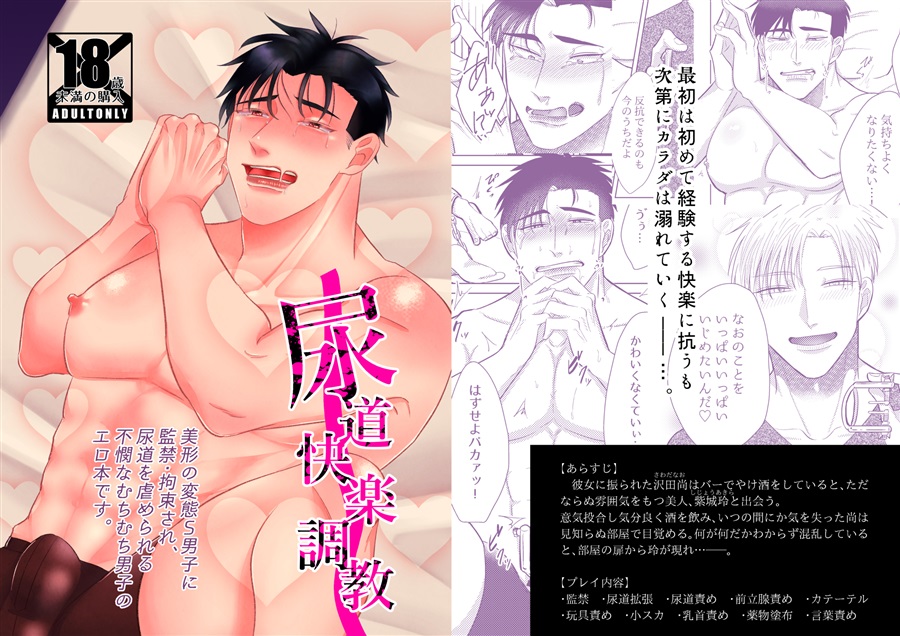 18歳
未満の購入
ADULTONLY
尿道
快楽
調教
美形の変態S男子に
監禁・拘束され、
尿道を虐められる
不憫なむちむち男子の
エロ本です。
気持ちよく
なりたくない…
最初は初めて経験する快楽に抗うも
次第にカラダは溺れていく――…。
反抗できるのも
今のうちだよ
ゔぅ…
なおのことを
いっぱいいっぱい
いじめたいんだ♡
かわいくなくていい、
はずせよバカァッ！
【あらすじ】
彼女に振られた沢田尚はバーでやけ酒をしていると、ただ
さわだなお
ならぬ雰囲気をもつ美人、紫城玲と出会う。
しじょうあきら
意気投合し気分良く酒を飲み、いつの間にか気を失った尚は
見知らぬ部屋で目覚める。何が何だかわからず混乱している
と、部屋の扉から玲が現れ…――。
【プレイ内容】
・監禁 ・尿道拡張 ・尿道責め ・前立腺責め ・カテーテル
・玩具責め ・小スカ ・乳首責め ・薬物塗布 ・言葉責め